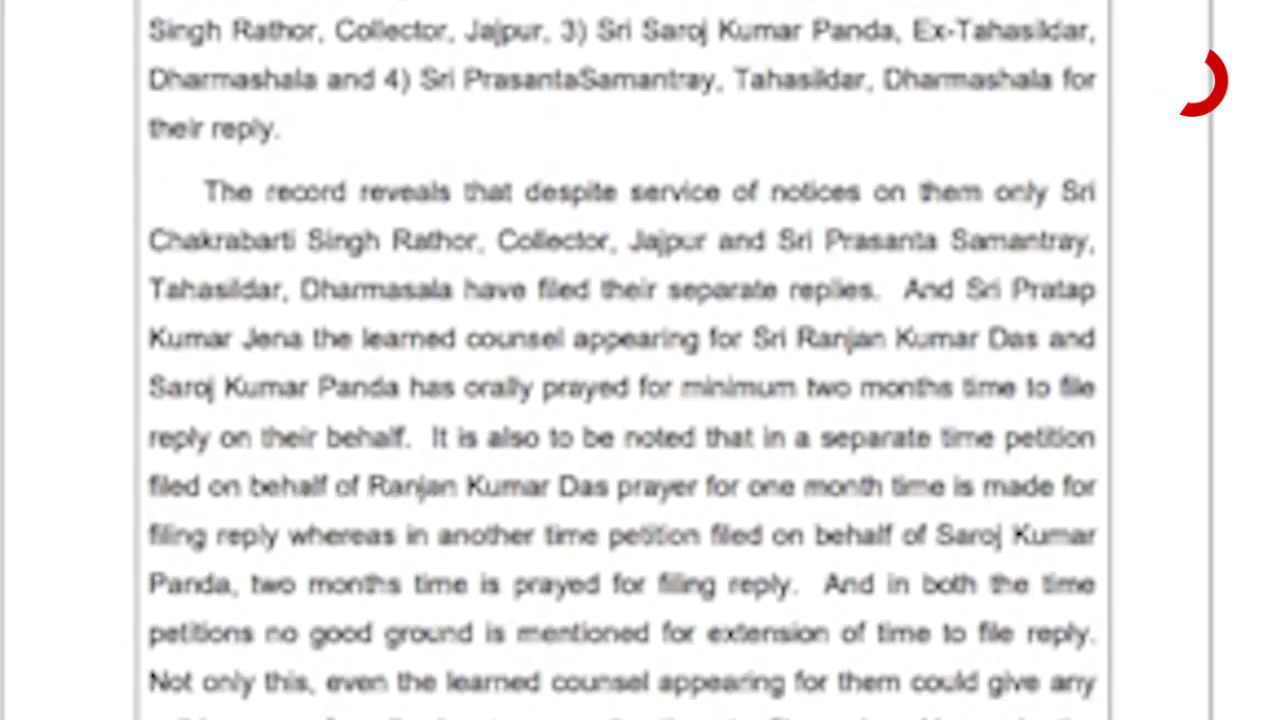 Singh Rathor, Collector, Jajpur, 3) Sri Saroj Kumar Panda, Ex-Tahasildar,
Dharmashala and 4) Sri PrasantaSamantray, Tahasildar, Dharmashala for
their reply.
The record reveals that despite service of notices on them only Sri
Chakrabarti Singh Rathor, Collector, Jajpur and Sri Prasanta Samantray,
Tahasildar, Dharmasala have filed their separate replies. And Sri Pratap
Kumar Jena the learned counsel appearing for Sri Ranjan Kumar Das and
Saroj Kumar Panda has orally prayed for minimum two months time to file
reply on their behalf. It is also to be noted that in a separate time petition
filed on behalf of Ranjan Kumar Das prayer for one month time is made for
filing reply whereas in another time petition filed on behalf of Saroj Kumar
Panda, two months time is prayed for filing reply. And in both the time
petitions no good ground is mentioned for extension of time to file reply.
Not only this, even the learned counsel appearing for them could give any